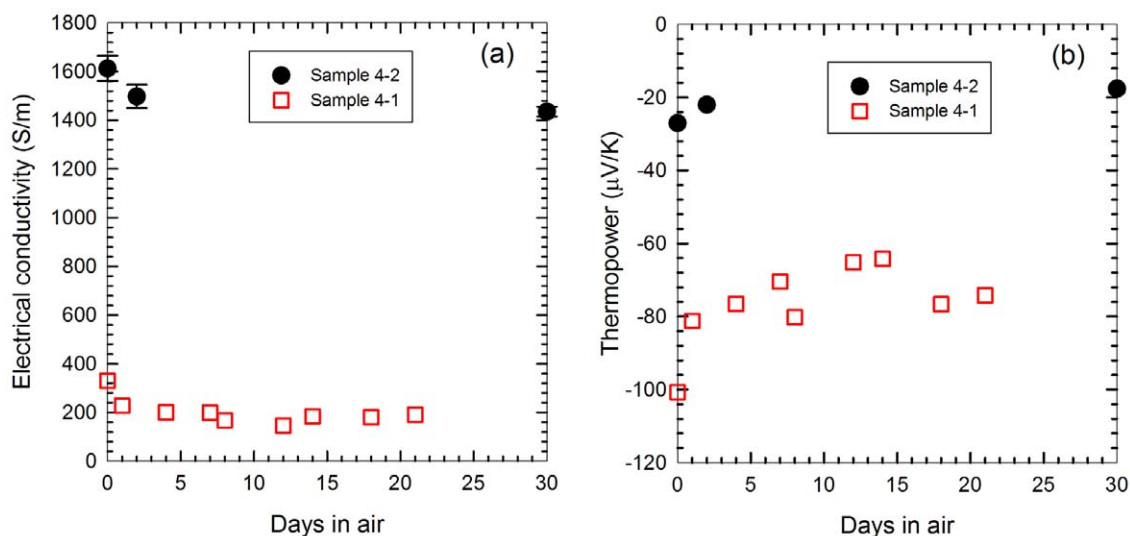 (a)
Sample 4-2
Sample 4-1
Electrical conductivity (S/m)
1800
1600
1400
1200
1000
800
600
400
200
0
0 5 10 15 20 25 30
Days in air
(b)
Sample 4-2
Sample 4-1
Thermopower (μV/K)
0
-20
-40
-60
-80
-100
-120
0 5 10 15 20 25 30
Days in air